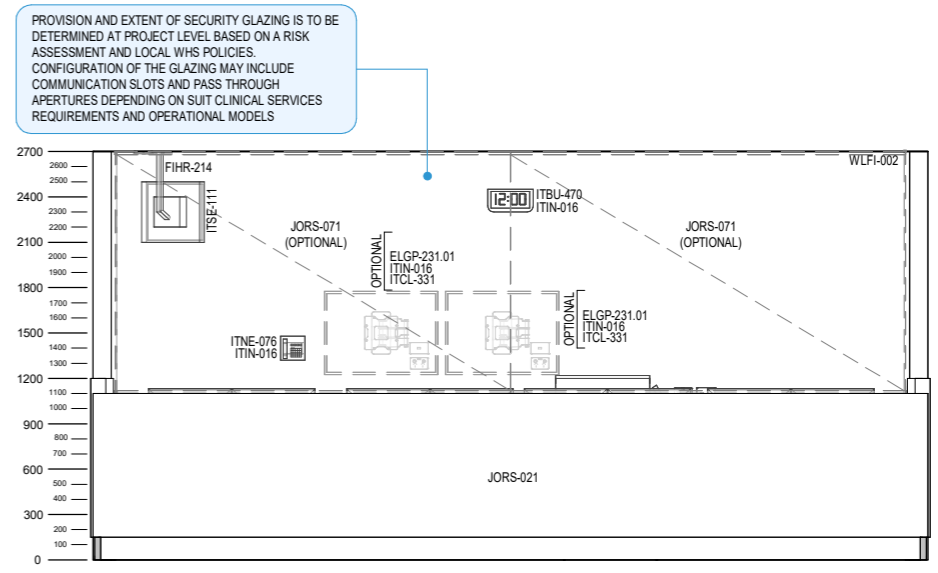 PROVISION AND EXTENT OF SECURITY GLAZING IS TO BE
DETERMINED AT PROJECT LEVEL BASED ON A RISK
ASSESSMENT AND LOCAL WHS POLICIES.
CONFIGURATION OF THE GLAZING MAY INCLUDE
COMMUNICATION SLOTS AND PASS THROUGH
APERTURES DEPENDING ON SUIT CLINICAL SERVICES
REQUIREMENTS AND OPERATIONAL MODELS
2700
2600
2500
2400
2300
2200
2100
2000
1900
1800
1700
1600
1500
1400
1300
1200
1100
1000
900
800
700
600
500
400
300
200
100
0
FIHR-214
ITSE-111
WLFI-002
12:00
ITBU-470
ITIN-016
JORS-071
(OPTIONAL)
JORS-071
(OPTIONAL)
OPTIONAL
ELGP-231.01
ITIN-016
ITCL-331
OPTIONAL
ELGP-231.01
ITIN-016
ITCL-331
ITNE-076
ITIN-016
JORS-021